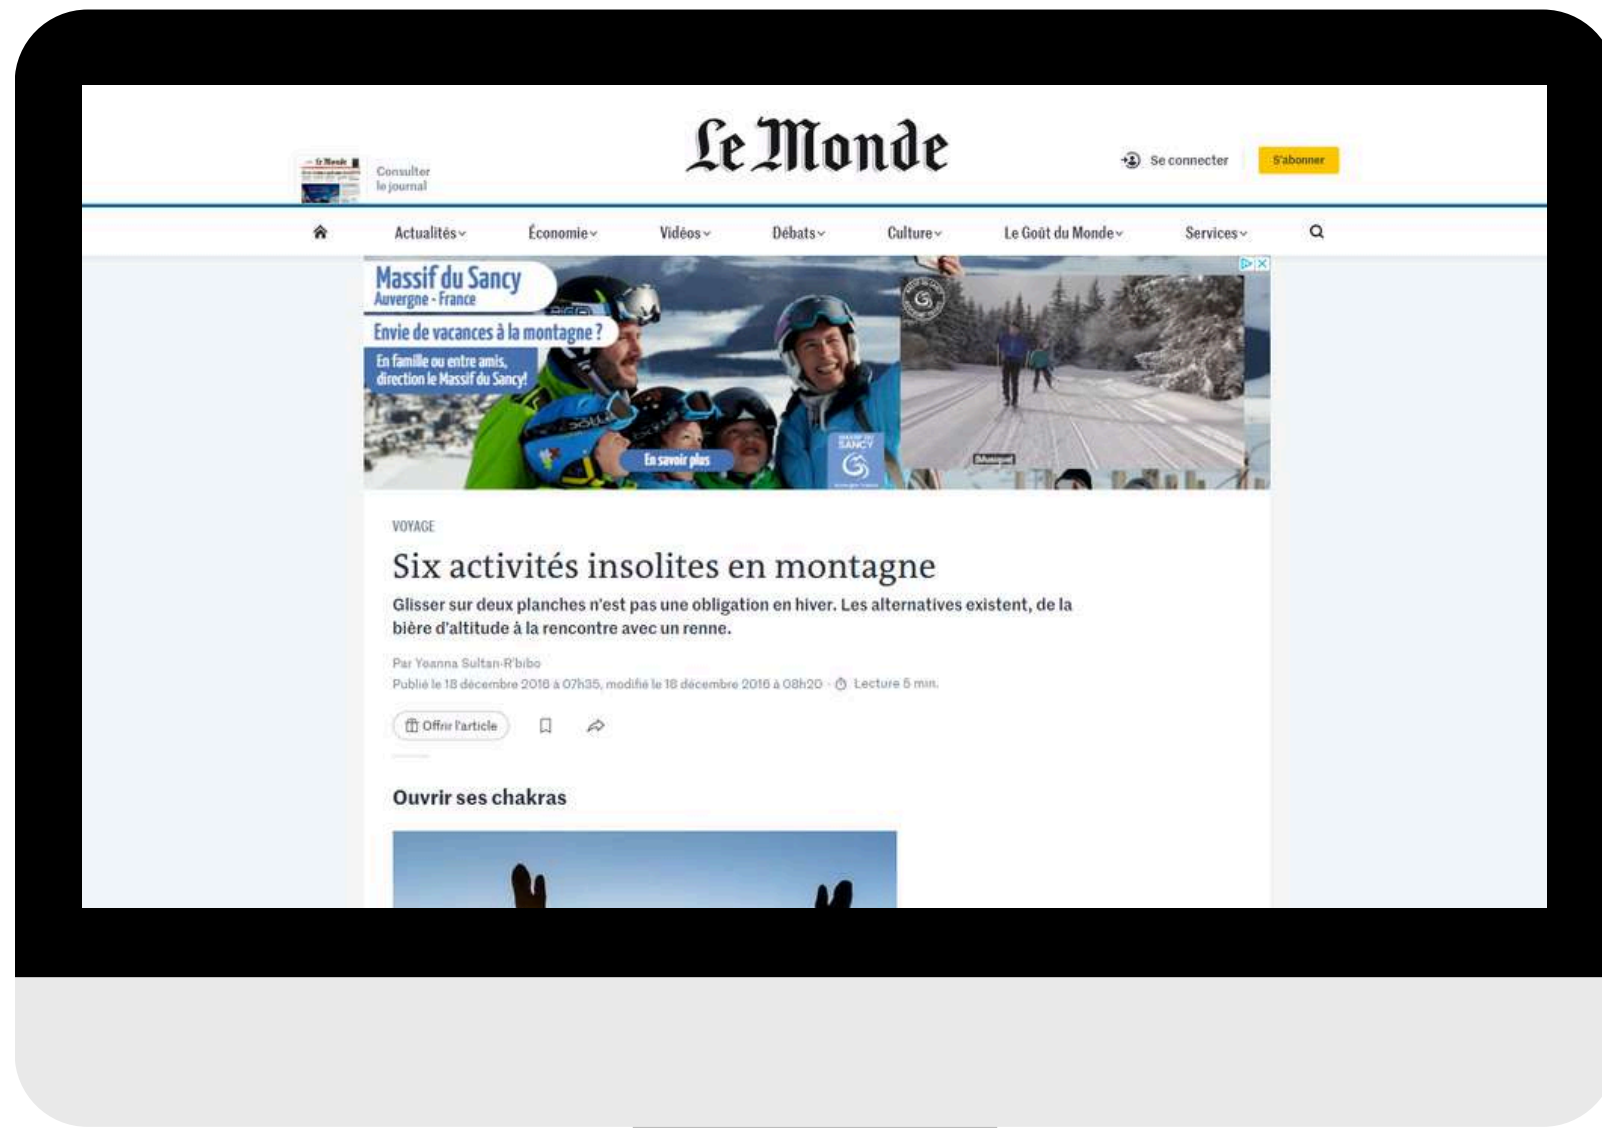 Le Monde
Consulter
le journal
Se connecter
S'abonner
Actualités
Économie
Vidéos
Débats
Culture
Le Goût du Monde
Services
Massif du Sancy
Auvergne - France
Envie de vacances à la montagne ?
En famille ou entre amis,
direction le Massif du Sancy!
En savoir plus
MASSIF DU
SANCY
VOYAGE
Six activités insolites en montagne
Glisser sur deux planches n'est pas une obligation en hiver. Les alternatives existent, de la
bière d'altitude à la rencontre avec un renne.
Par Yoanna Sultan-R'bibo
Publié le 18 décembre 2016 à 07h35, modifié le 18 décembre 2016 à 08h20 · Lecture 5 min.
Offrir l'article
Ouvrir ses chakras